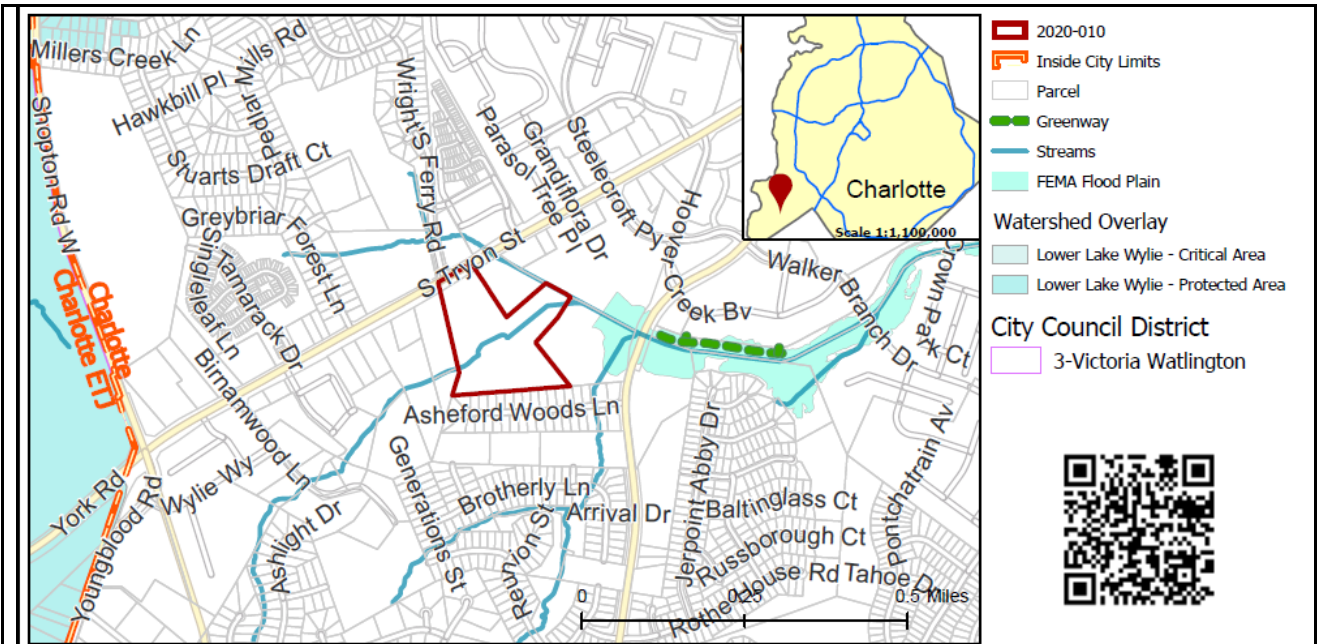 Millers Creek Ln
Hawkbill Pl
Pedlar Mills Rd
Stuarts Draft Ct
Wright'S Ferry Rd
Parasol Tree Pl
Grandiflora Dr
Steelecroft Py
Hoover Creek Bv
Shopton Rd W
Charlotte
Charlotte ETJ
Greybriar Forest Ln
Singleleaf Ln
Tamarack Dr
S Tryon St
Walker Branch Dr
Crown Park Ct
Birnamwood Ln
Asheford Woods Ln
York Rd
Youngblood Rd
Wylie Wy
Ashlight Dr
Generations St
Brotherly Ln
Reunion St
Arrival Dr
Jerpoint Abby Dr
Baltinglass Ct
Russborough Ct
Rothe House Rd
Tahoe Dr
Pontchatrain Av
0 0.25 0.5 Miles
Charlotte
Scale 1:1,100,000
2020-010
Inside City Limits
Parcel
Greenway
Streams
FEMA Flood Plain
Watershed Overlay
Lower Lake Wylie - Critical Area
Lower Lake Wylie - Protected Area
City Council District
3-Victoria Watlington